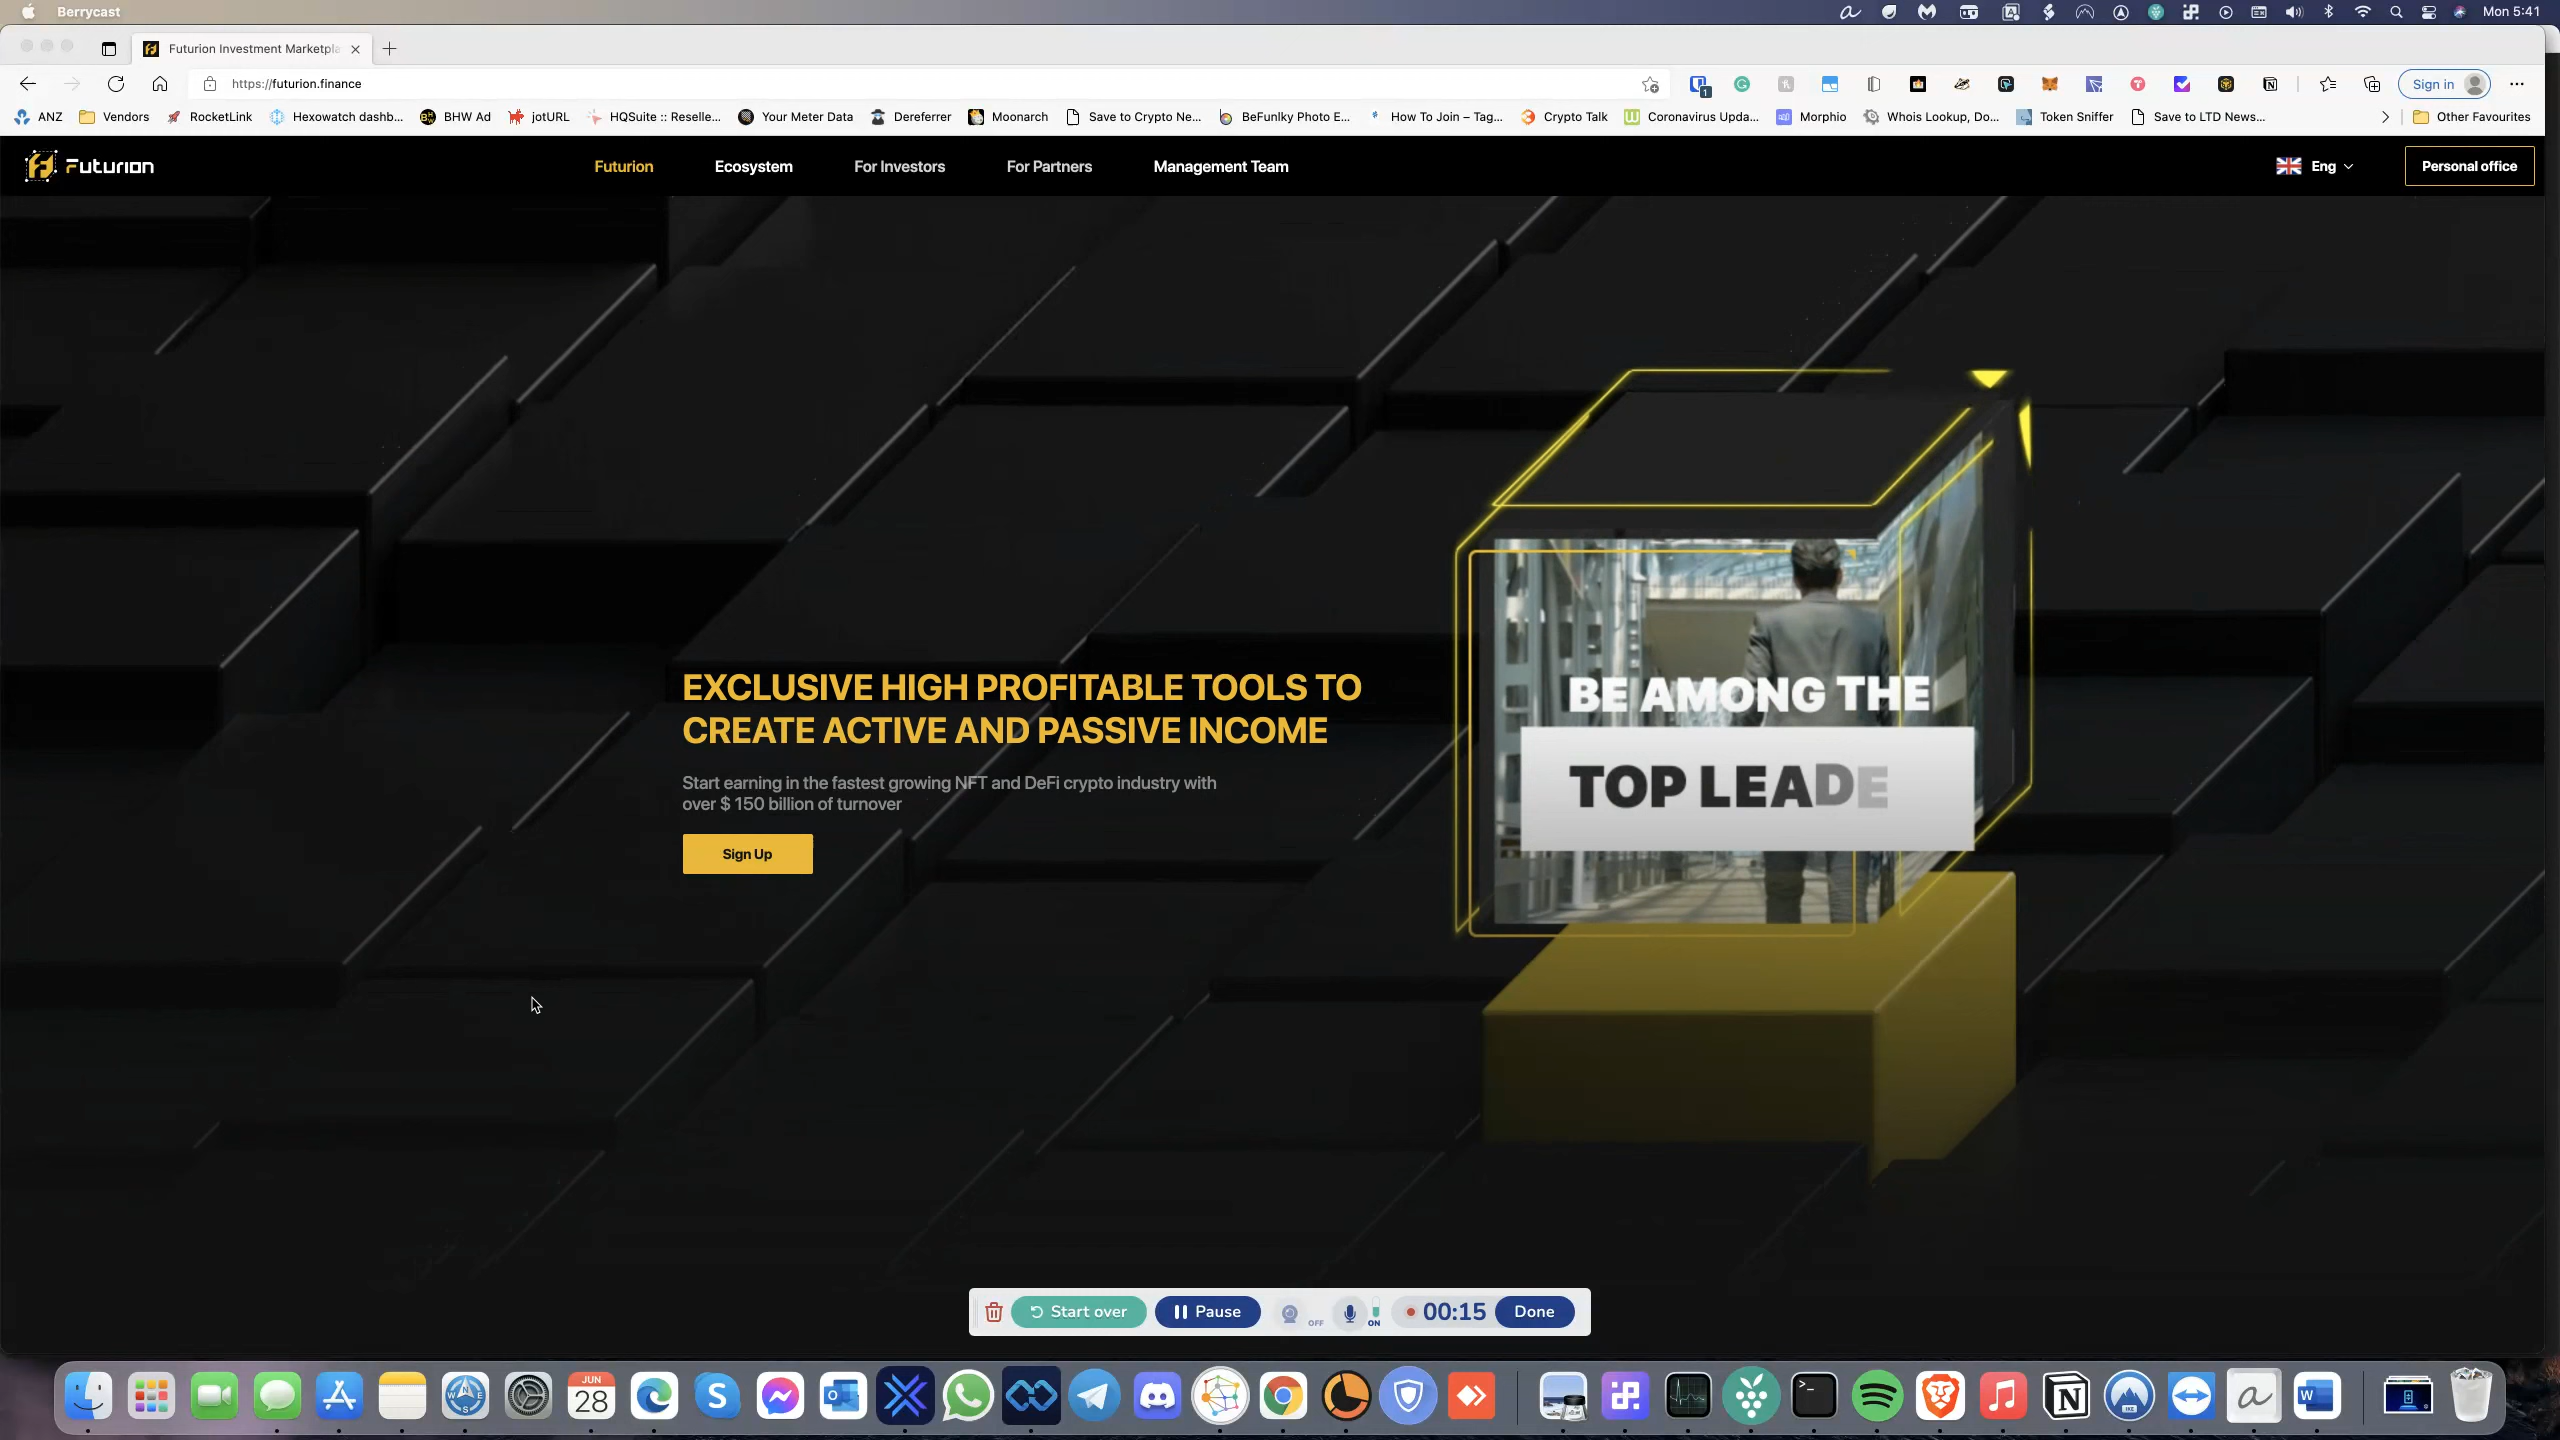 Berrycast
Mon 5:41
Futurion Investment Marketpla
https://futurion.finance
Sign in
ANZ
Vendors
RocketLink
Hexowatch dashb...
BHW Ad
jotURL
HQSuite :: Reselle...
Your Meter Data
Dereferrer
Moonarch
Save to Crypto Ne...
BeFunlky Photo E...
How To Join – Tag...
Crypto Talk
Coronavirus Upda...
Morphio
Whois Lookup, Do...
Token Sniffer
Save to LTD News...
Other Favourites
Futurion
Futurion
Ecosystem
For Investors
For Partners
Management Team
Eng
Personal office
EXCLUSIVE HIGH PROFITABLE TOOLS TO
CREATE ACTIVE AND PASSIVE INCOME
Start earning in the fastest growing NFT and DeFi crypto industry with
over $ 150 billion of turnover
Sign Up
BE AMONG THE
TOP LEADE
Start over
Pause
OFF
ON
00:15
Done
JUN
28